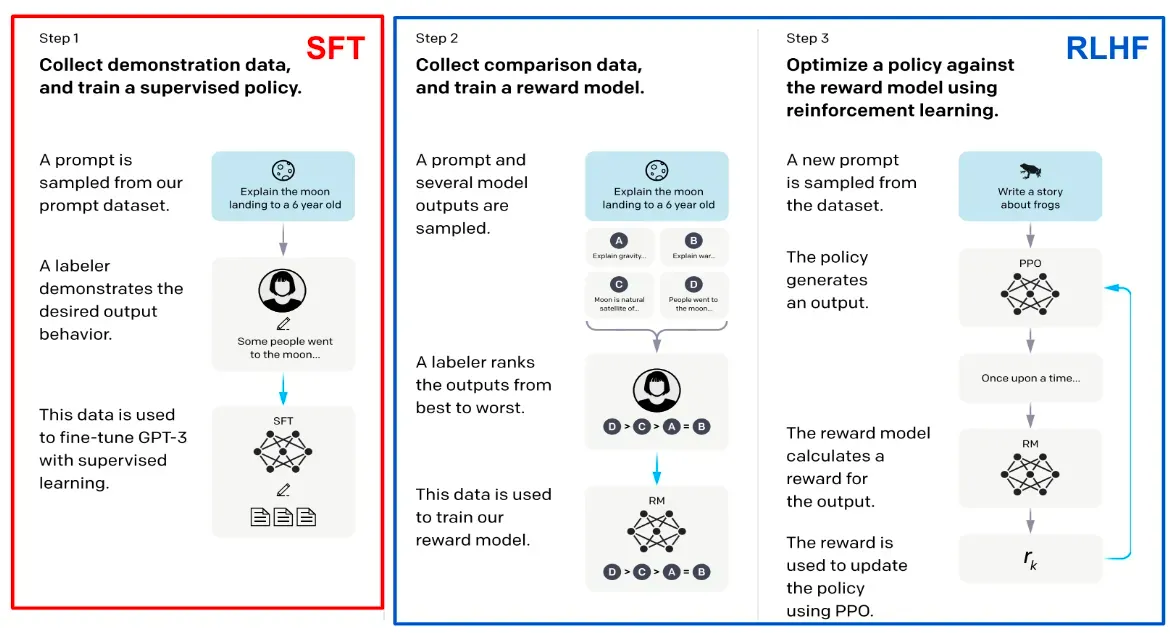 Step 1
SFT
Collect demonstration data,
and train a supervised policy.
A prompt is
sampled from our
prompt dataset.
Explain the moon
landing to a 6 year old
A labeler
demonstrates the
desired output
behavior.
Some people went
to the moon...
This data is used
to fine-tune GPT-3
with supervised
learning.
SFT
Step 2
Collect comparison data,
and train a reward model.
A prompt and
several model
outputs are
sampled.
Explain the moon
landing to a 6 year old
A
Explain gravity...
B
Explain war...
C
Moon is natural
satellite of...
D
People went to
the moon...
A labeler ranks
the outputs from
best to worst.
D > C > A = B
This data is used
to train our
reward model.
RM
D > C > A = B
Step 3
RLHF
Optimize a policy against
the reward model using
reinforcement learning.
A new prompt
is sampled from
the dataset.
Write a story
about frogs
The policy
generates
an output.
PPO
Once upon a time...
The reward model
calculates a
reward for
the output.
RM
The reward is
used to update
the policy
using PPO.
rₖ